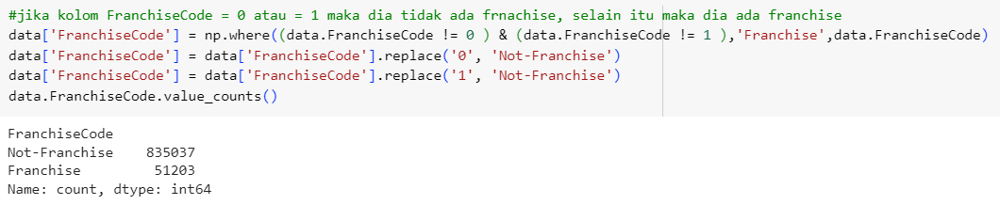 #jika kolom FranchiseCode = 0 atau = 1 maka dia tidak ada frnachise, selain itu maka dia ada franchise
data['FranchiseCode'] = np.where((data.FranchiseCode != 0 ) & (data.FranchiseCode != 1 ),'Franchise',data.FranchiseCode)
data['FranchiseCode'] = data['FranchiseCode'].replace('0', 'Not-Franchise')
data['FranchiseCode'] = data['FranchiseCode'].replace('1', 'Not-Franchise')
data.FranchiseCode.value_counts()
FranchiseCode
Not-Franchise    835037
Franchise         51203
Name: count, dtype: int64